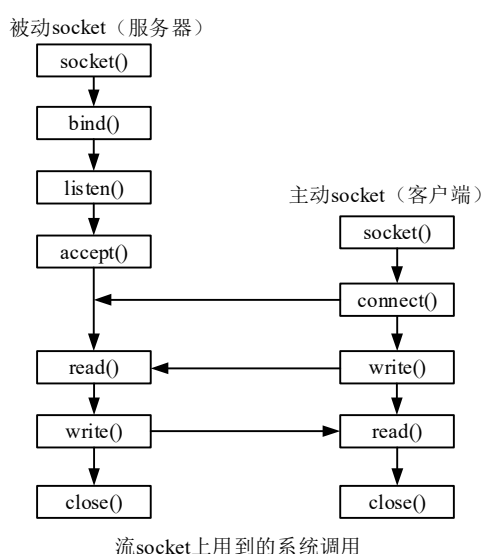 被动socket（服务器）
socket()
bind()
listen()
accept()
read()
write()
close()
主动socket（客户端）
socket()
connect()
write()
read()
close()
流socket上用到的系统调用